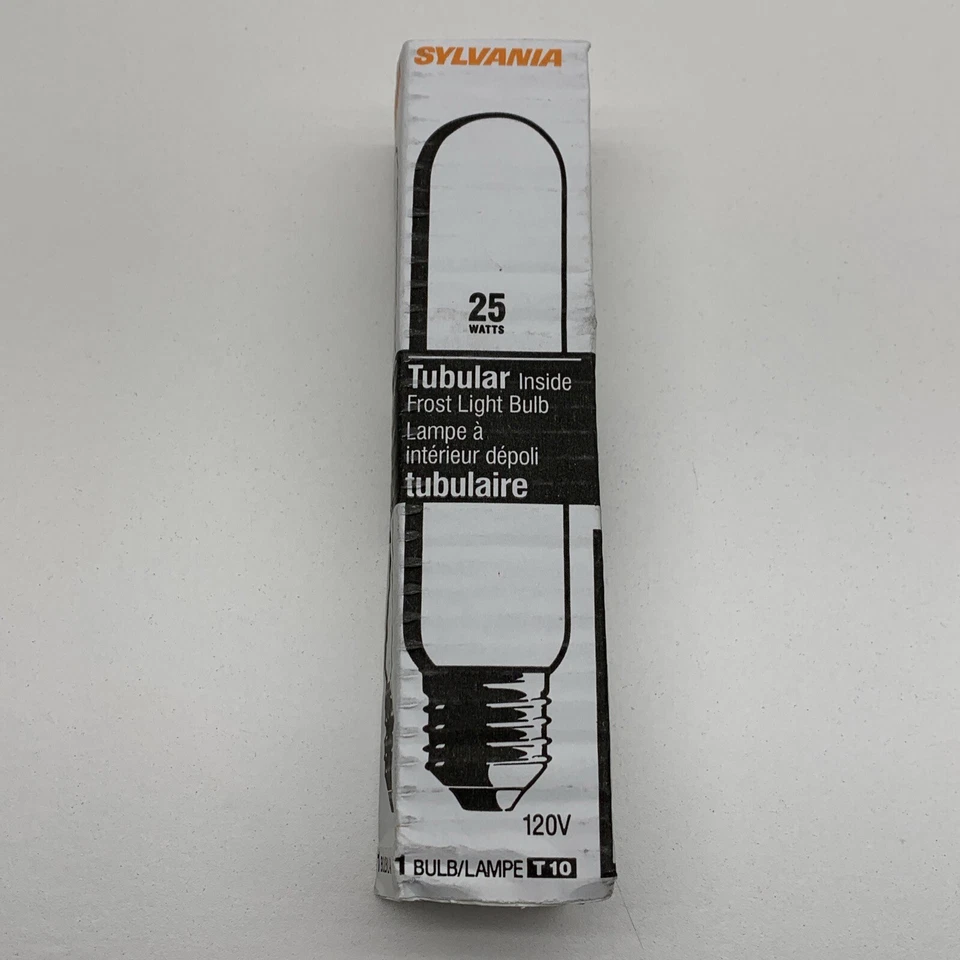 SYLVANIA
25
WATTS
Tubular Inside
Frost Light Bulb
Lampe à
intérieur dépoli
tubulaire
120V
1 BULB/LAMPE T10